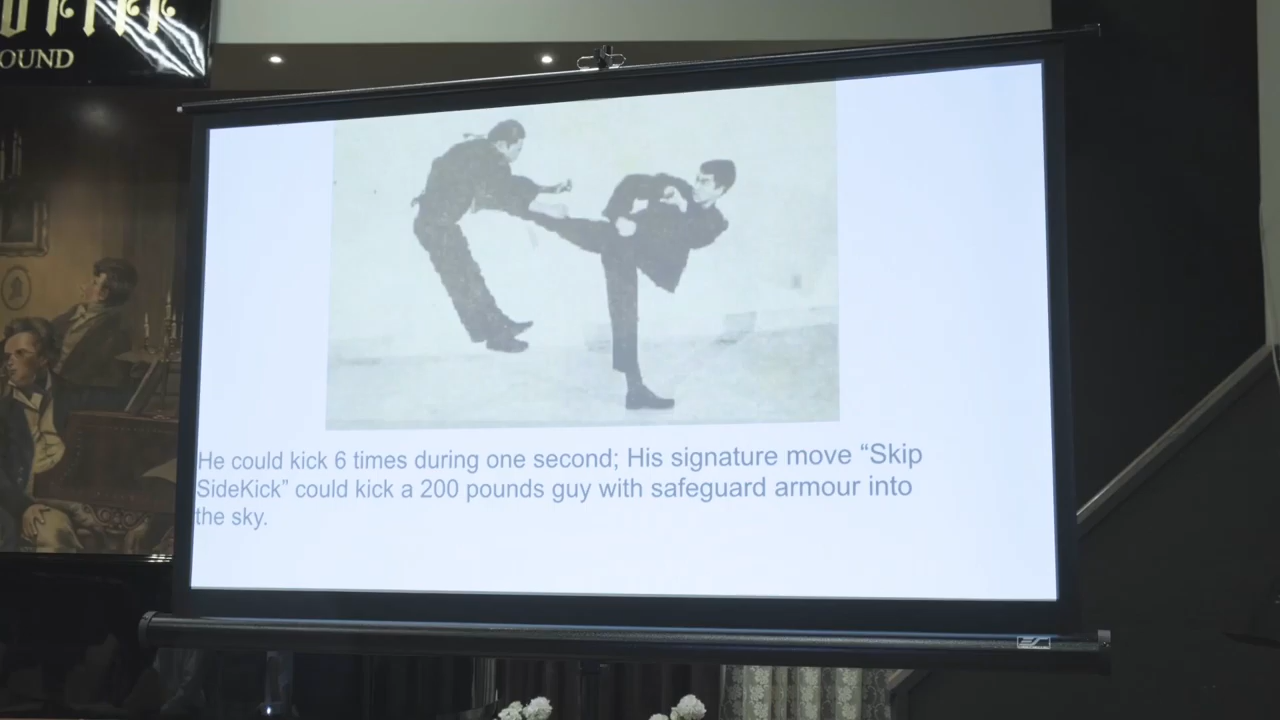 OUND
He could kick 6 times during one second; His signature move “Skip
SideKick” could kick a 200 pounds guy with safeguard armour into
the sky.